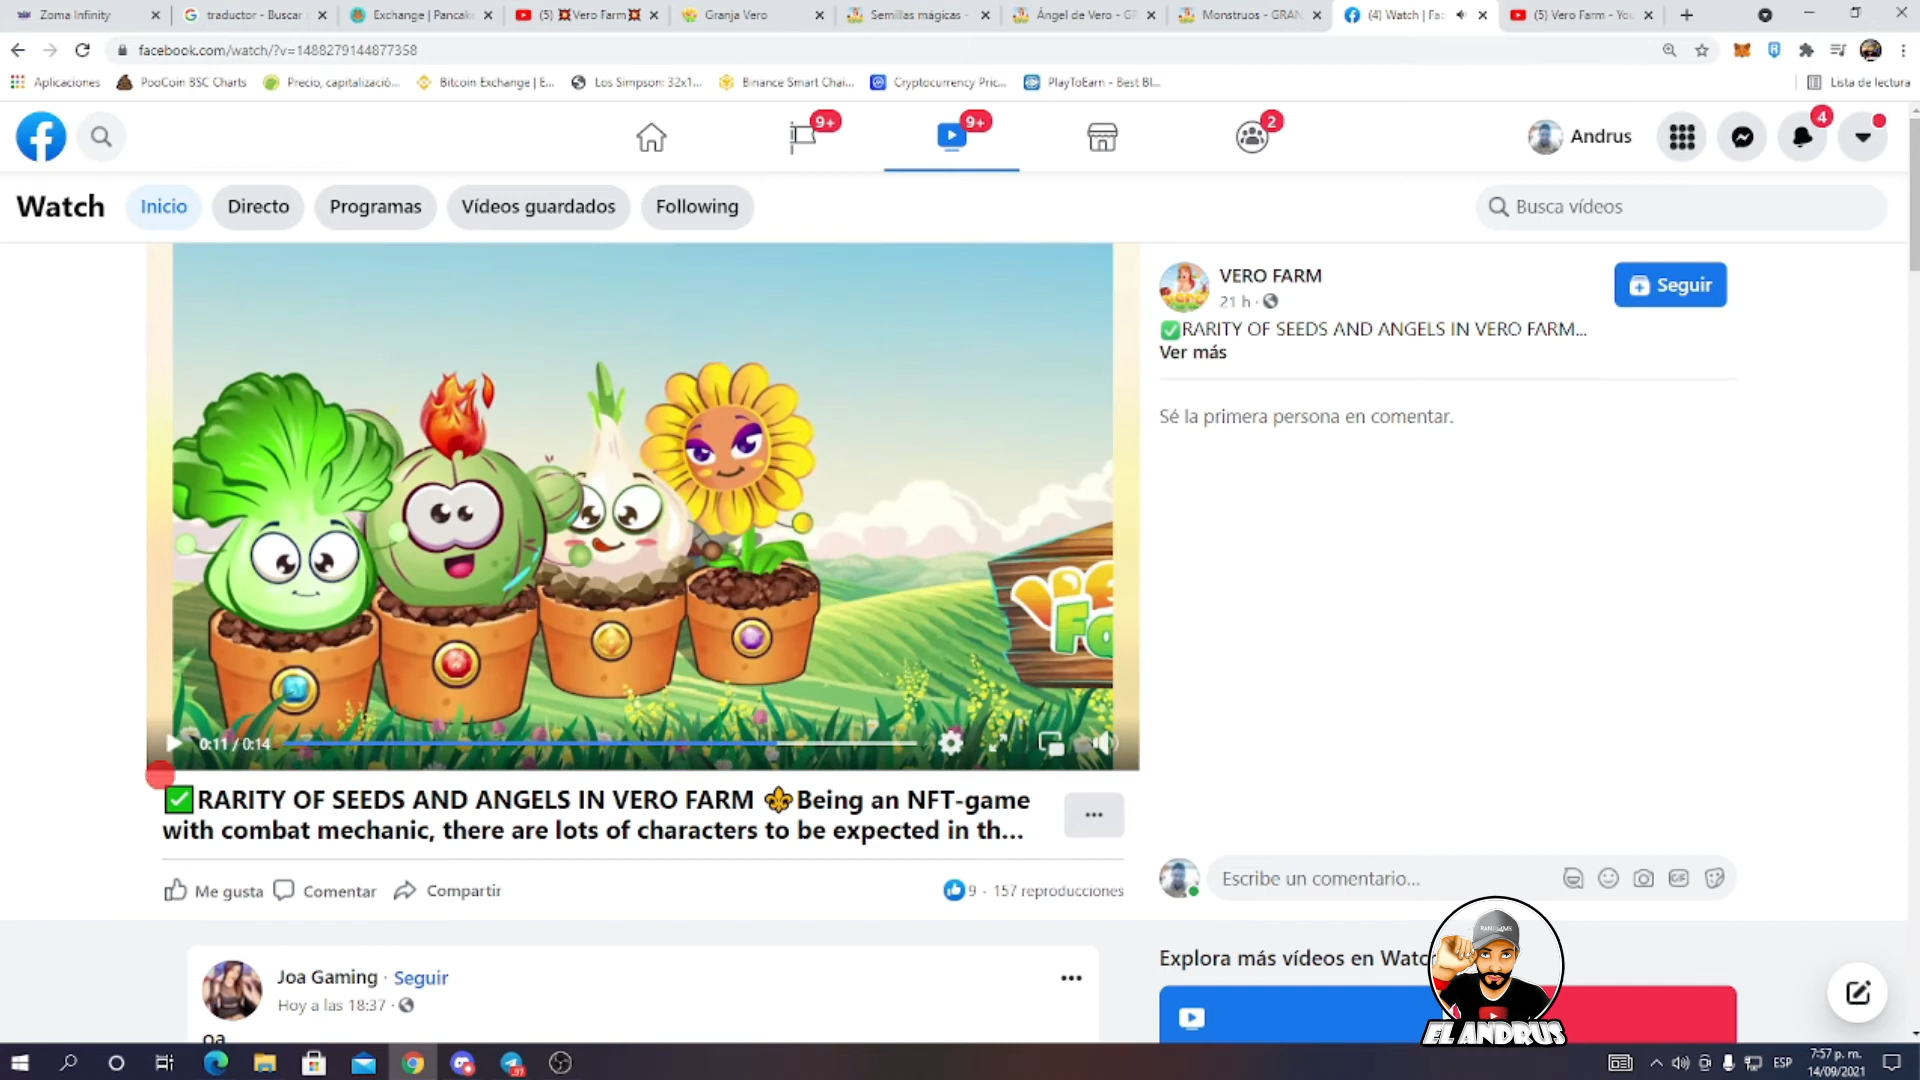 Zoma Infinity
traductor - Buscar
Exchange | Pancak
(5) 💥Vero Farm💥
Granja Vero
Semillas mágicas -
Ángel de Vero - GR
Monstruos - GRAN
(4) Watch | Fac
(5) Vero Farm - You
facebook.com/watch/?v=1488279144877358
Aplicaciones
PooCoin BSC Charts
Precio, capitalizació...
Bitcoin Exchange | E...
Los Simpson: 32x1...
Binance Smart Chai...
Cryptocurrency Pric...
PlayToEarn - Best Bl...
Lista de lectura
9+
9+
2
Andrus
4
Watch
Inicio
Directo
Programas
Vídeos guardados
Following
Busca vídeos
VERO FARM
21 h ·
Seguir
✅RARITY OF SEEDS AND ANGELS IN VERO FARM...
Ver más
Sé la primera persona en comentar.
0:11 / 0:14
✅RARITY OF SEEDS AND ANGELS IN VERO FARM ⚜Being an NFT-game
with combat mechanic, there are lots of characters to be expected in th...
Me gusta
Comentar
Compartir
9 · 157 reproducciones
Escribe un comentario...
GIF
Joa Gaming · Seguir
Hoy a las 18:37 ·
oa
Explora más vídeos en Watc
EL ANDRUS
ESP
7:57 p. m.
14/09/2021